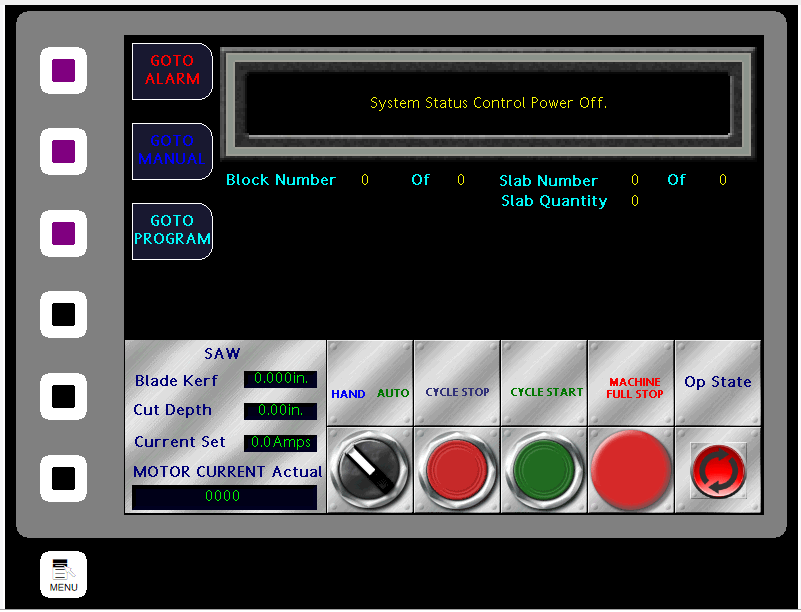 GOTO
ALARM
System Status Control Power Off.
GOTO
MANUAL
Block Number 0 Of 0 Slab Number 0 Of 0
Slab Quantity 0
GOTO
PROGRAM
SAW
Blade Kerf 0.000in.
Cut Depth 0.00in.
Current Set 0.0Amps
MOTOR CURRENT Actual
0000
HAND AUTO
CYCLE STOP
CYCLE START
MACHINE
FULL STOP
Op State
MENU